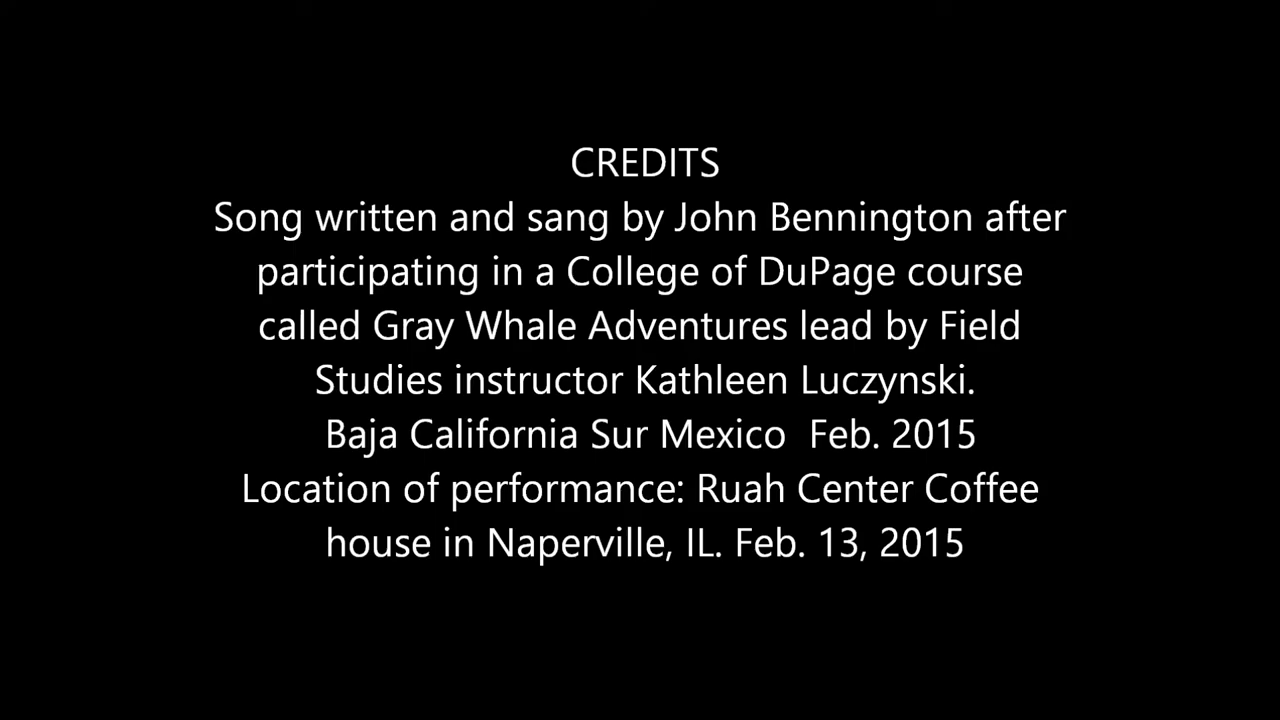 CREDITS
Song written and sang by John Bennington after
participating in a College of DuPage course
called Gray Whale Adventures lead by Field
Studies instructor Kathleen Luczynski.
Baja California Sur Mexico  Feb. 2015
Location of performance: Ruah Center Coffee
house in Naperville, IL. Feb. 13, 2015